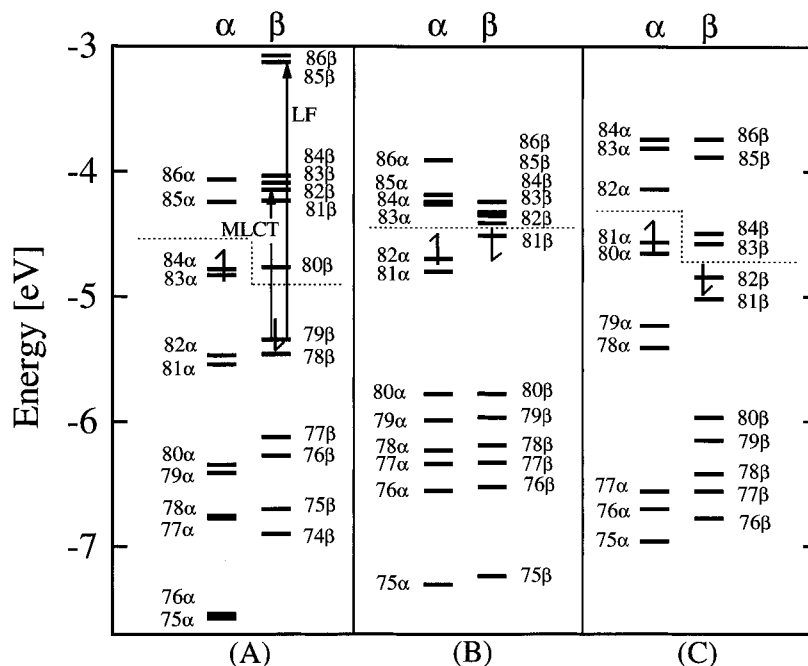 α β α β α β
-3
-4
-5
-6
-7
Energy [eV]
86β
85β
LF
84β
83β
82β
81β
86α
85α
MLCT
84α
83α
80β
82α
81α
79β
78β
77β
76β
80α
79α
75β
74β
78α
77α
76α
75α
(A)
86β
85β
84β
83β
82β
81β
86α
85α
84α
83α
82α
81α
80α
79α
78α
77α
76α
75α
80β
79β
78β
77β
76β
75β
(B)
84α
83α
82α
81α
80α
79α
78α
77α
76α
75α
86β
85β
84β
83β
82β
81β
80β
79β
78β
77β
76β
(C)